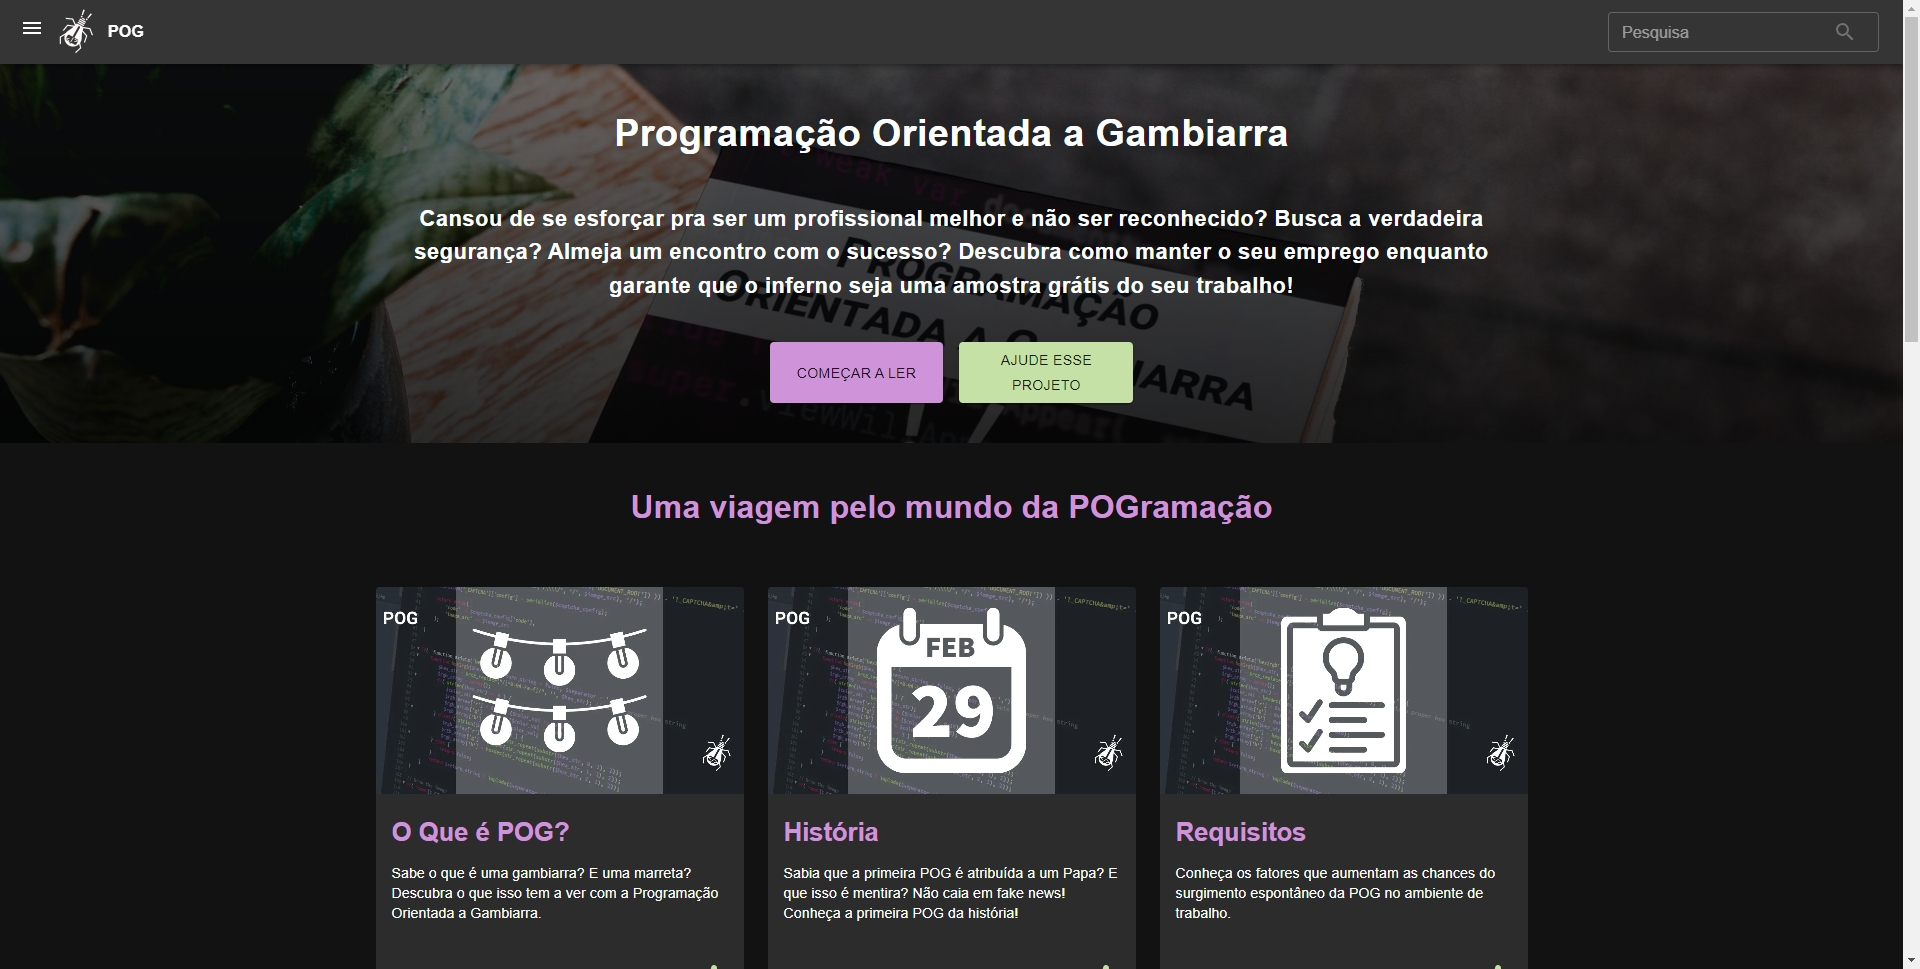 POG
Pesquisa
Programação Orientada a Gambiarra
Cansou de se esforçar pra ser um profissional melhor e não ser reconhecido? Busca a verdadeira
segurança? Almeja um encontro com o sucesso? Descubra como manter o seu emprego enquanto
garante que o inferno seja uma amostra grátis do seu trabalho!
PROGRAMAÇÃO
ORIENTADA A
COMEÇAR A LER
AJUDE ESSE
PROJETO
Uma viagem pelo mundo da POGramação
POG
POG
FEB
29
POG
O Que é POG?
Sabe o que é uma gambiarra? E uma marreta?
Descubra o que isso tem a ver com a Programação
Orientada a Gambiarra.
História
Sabia que a primeira POG é atribuída a um Papa? E
que isso é mentira? Não caia em fake news!
Conheça a primeira POG da história!
Requisitos
Conheça os fatores que aumentam as chances do
surgimento espontâneo da POG no ambiente de
trabalho.